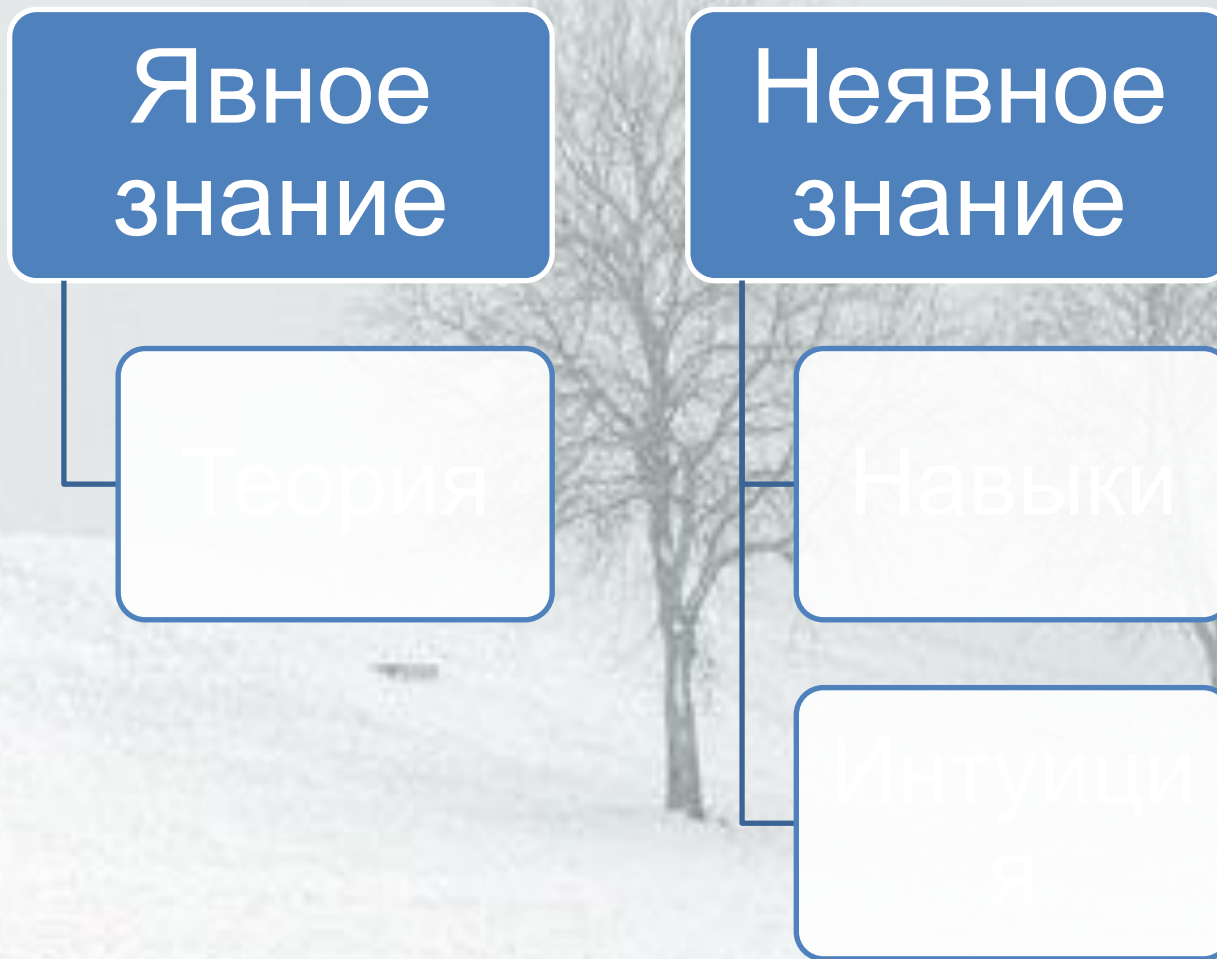 Явное
знание
Теория
Неявное
знание
Навыки
Интуици
я